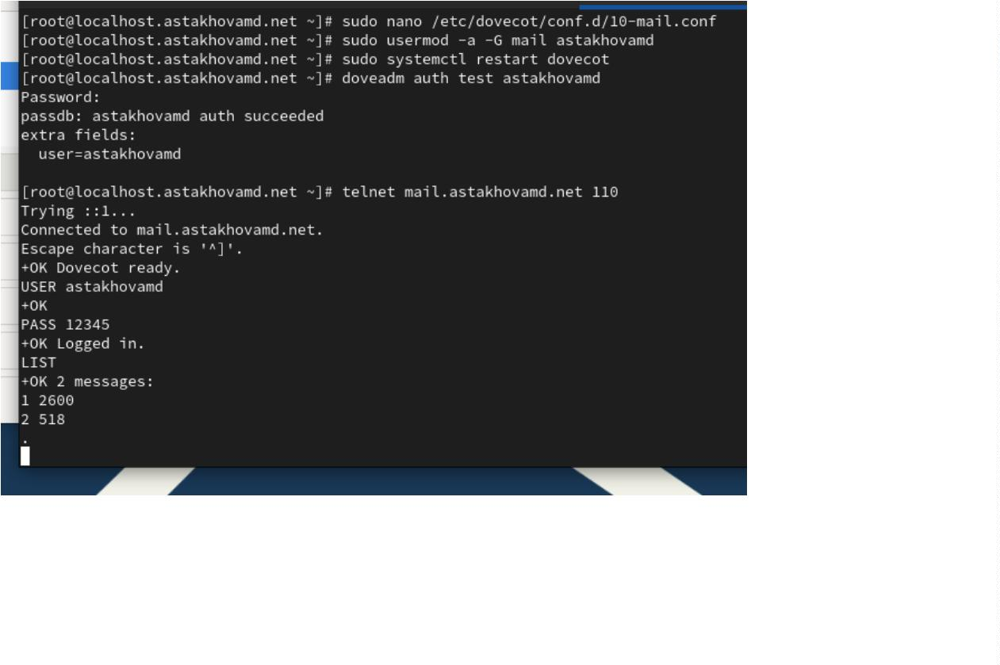 [root@localhost.astakhovamd.net ~]# sudo nano /etc/dovecot/conf.d/10-mail.conf
[root@localhost.astakhovamd.net ~]# sudo usermod -a -G mail astakhovamd
[root@localhost.astakhovamd.net ~]# sudo systemctl restart dovecot
[root@localhost.astakhovamd.net ~]# doveadm auth test astakhovamd
Password:
passdb: astakhovamd auth succeeded
extra fields:
  user=astakhovamd
[root@localhost.astakhovamd.net ~]# telnet mail.astakhovamd.net 110
Trying ::1...
Connected to mail.astakhovamd.net.
Escape character is '^]'.
+OK Dovecot ready.
USER astakhovamd
+OK
PASS 12345
+OK Logged in.
LIST
+OK 2 messages:
1 2600
2 518
.